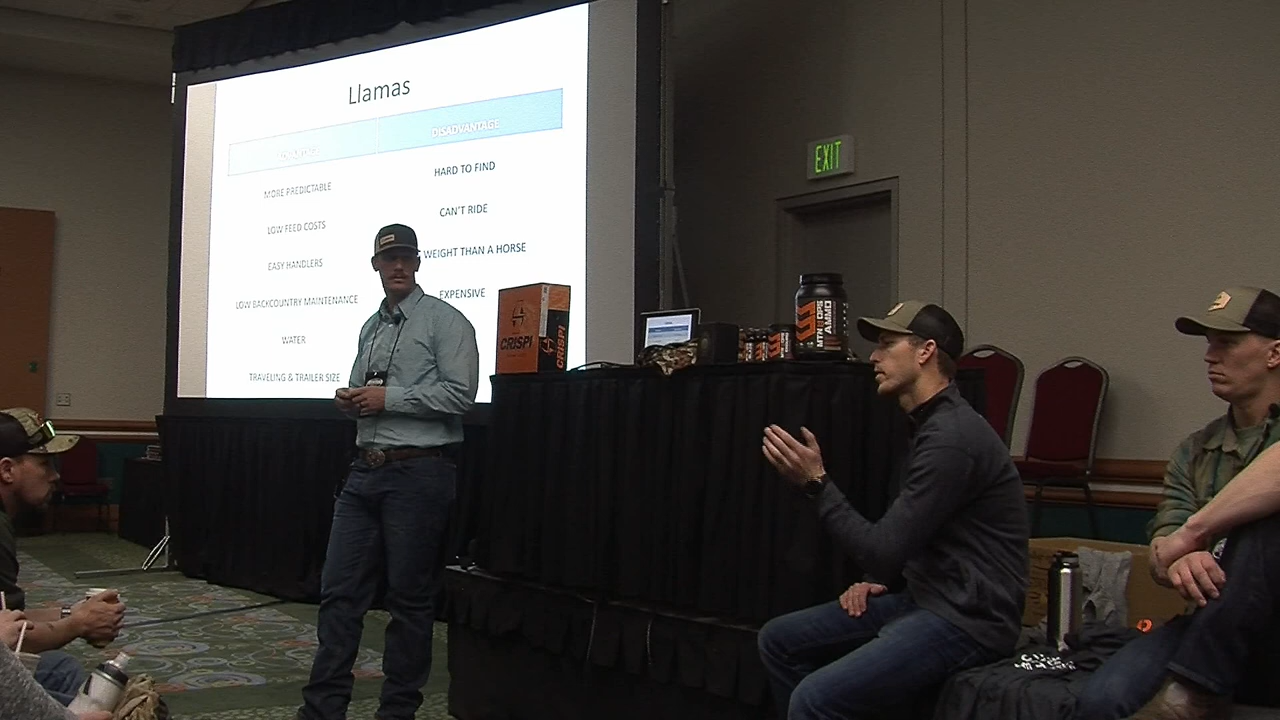 Llamas
DISADVANTAGE
MORE PREDICTABLE
HARD TO FIND
LOW FEED COSTS
CAN'T RIDE
EASY HANDLERS
WEIGHT THAN A HORSE
LOW BACKCOUNTRY MAINTENANCE
EXPENSIVE
WATER
TRAVELING & TRAILER SIZE
EXIT
CRISPI
CRISPI
MTN OPS
AMMO